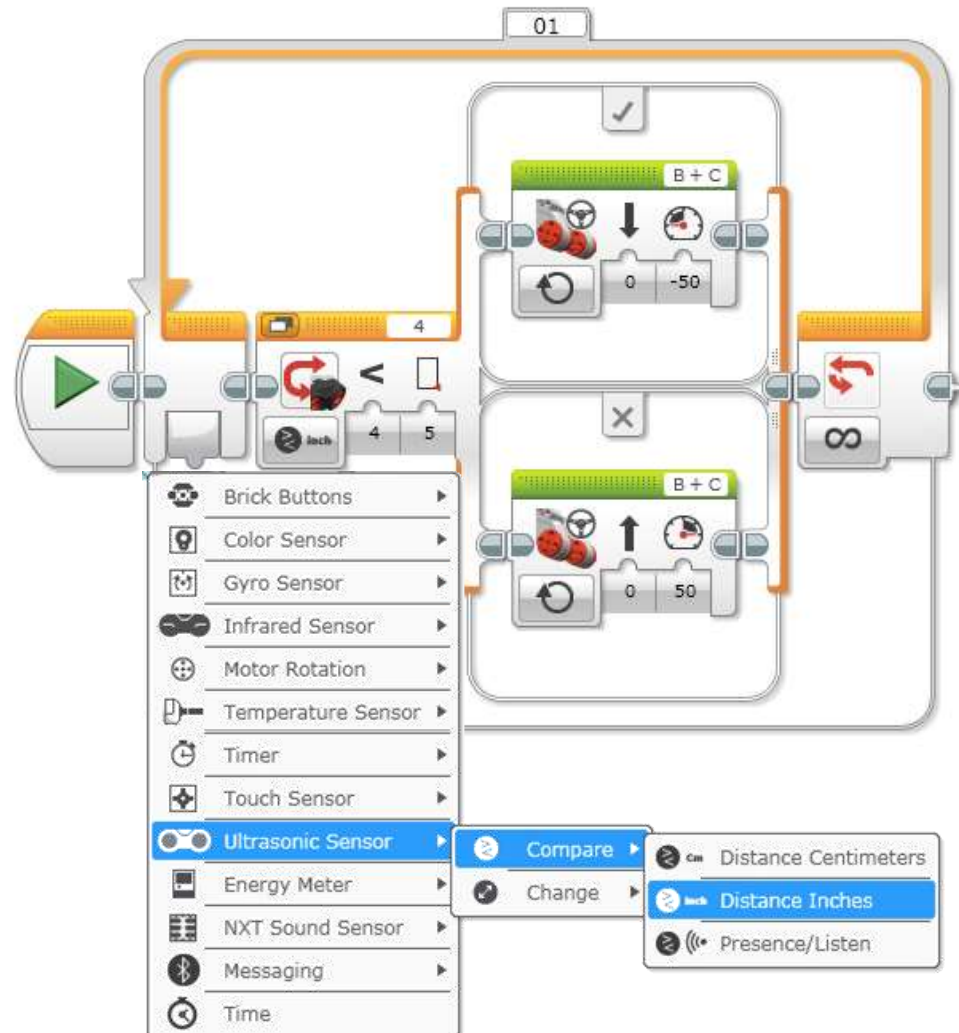 01
B + C
0 -50
4
inch 4 5
∞
B + C
0 50
Brick Buttons
Color Sensor
Gyro Sensor
Infrared Sensor
Motor Rotation
Temperature Sensor
Timer
Touch Sensor
Ultrasonic Sensor
Energy Meter
NXT Sound Sensor
Messaging
Time
Compare
Change
Cm Distance Centimeters
Inch Distance Inches
Presence/Listen